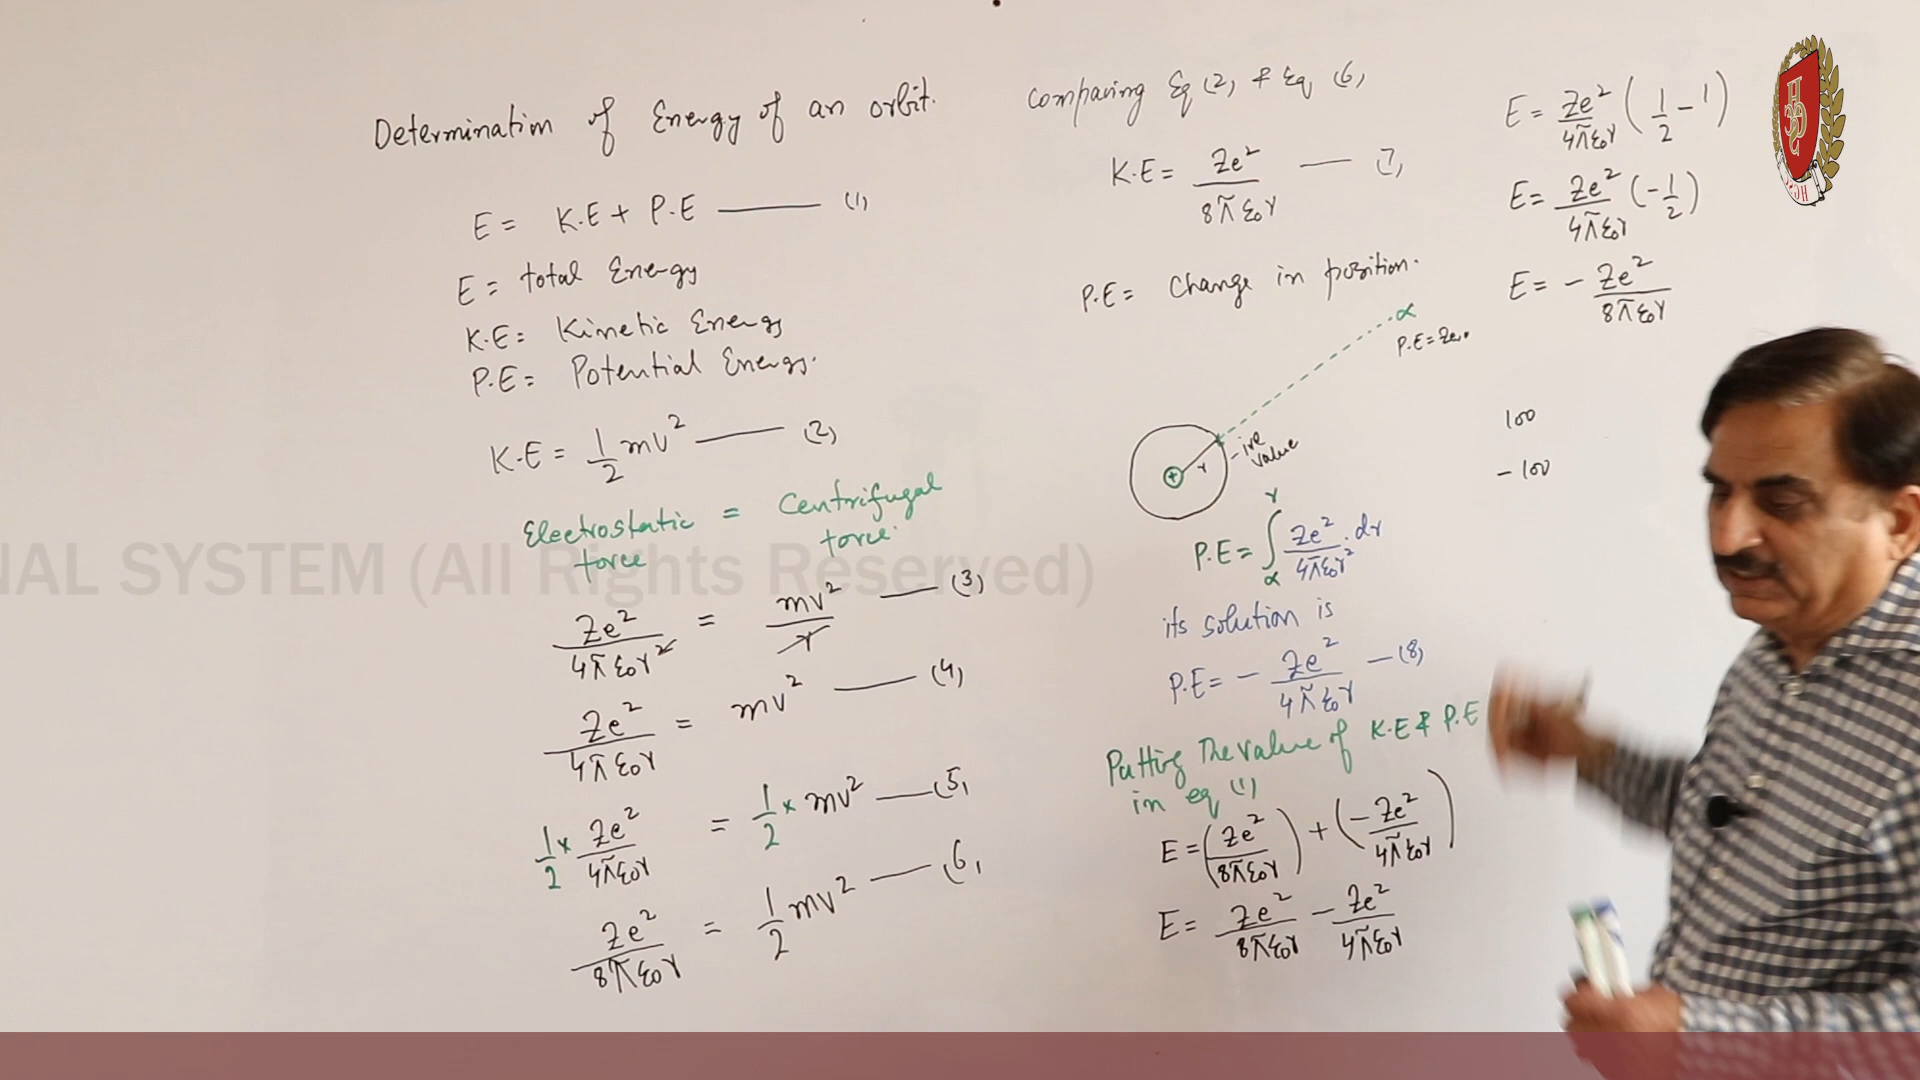 Determination of Energy of an orbit.
E = K.E + P.E —— (1)
E = total Energy
K.E = Kinetic Energy
P.E = Potential Energy.
K.E = 1/2 mv² —— (2)
Electrostatic force = Centrifugal force
Ze²/4πε₀r² = mv²/r —— (3)
Ze²/4πε₀r = mv² —— (4)
1/2 × Ze²/4πε₀r = 1/2 × mv² —— (5)
Ze²/8πε₀r = 1/2 mv² —— (6)
Comparing Eq (2) & Eq (6)
K.E = Ze²/8πε₀r —— (7)
P.E = Change in position.
α
P.E = Zero
+
r
-ive value
P.E = ∫ r α Ze²/4πε₀r² . dr
its solution is
P.E = - Ze²/4πε₀r — (8)
Putting The value of K.E & P.E
in eq (1)
E = (Ze²/8πε₀r) + (- Ze²/4πε₀r)
E = Ze²/8πε₀r - Ze²/4πε₀r
E = Ze²/4πε₀r (1/2 - 1)
E = Ze²/4πε₀r (-1/2)
E = - Ze²/8πε₀r
100
- 100
NAL SYSTEM (All Rights Reserved)